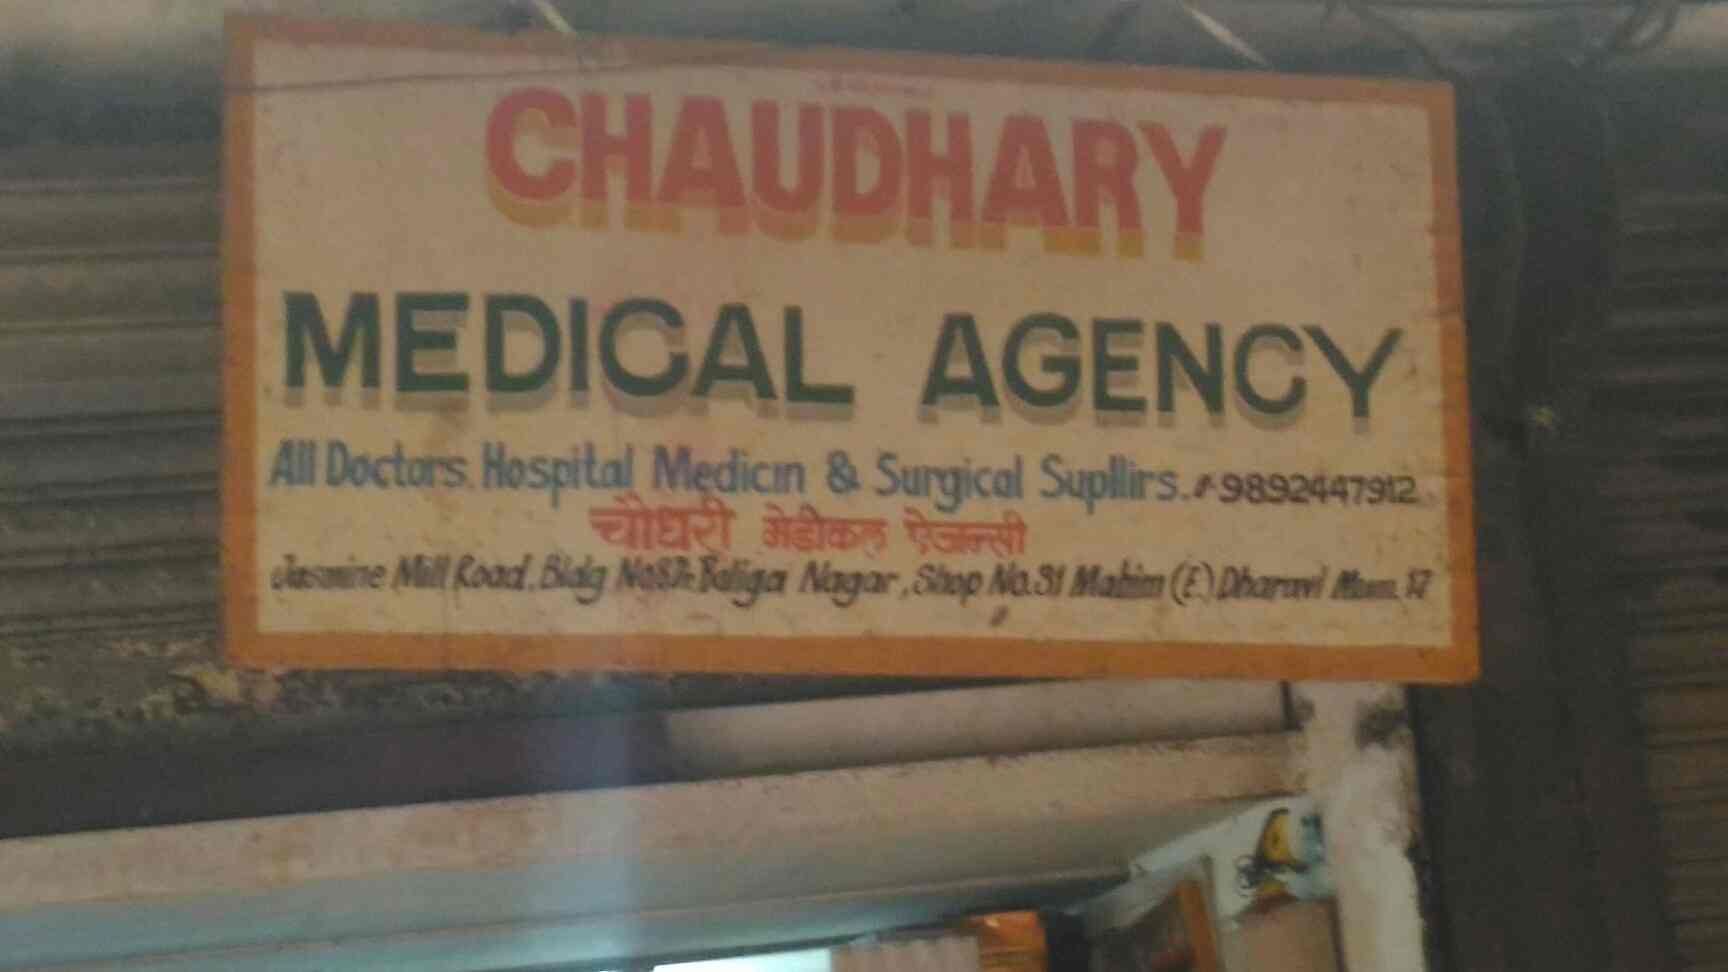 CHAUDHARY
MEDICAL AGENCY
All Doctors. Hospital Medicin & Surgical Supllirs. 9892447912
चौधरी मेडीकल ऐजन्सी
Jasmine Mill Road. Bldg Baliga Nagar, Shop No.31 Mahim (E.) Dharavi Mum. 17